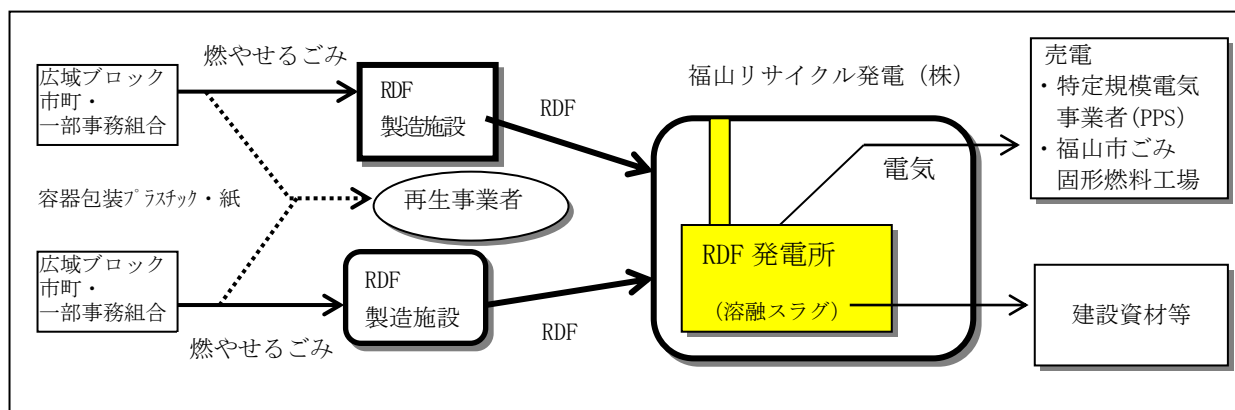 燃やせるごみ
広域ブロック
市町・
一部事務組合
RDF
製造施設
RDF
容器包装プラスチック・紙
再生事業者
広域ブロック
市町・
一部事務組合
RDF
製造施設
燃やせるごみ
RDF
福山リサイクル発電（株）
電気
RDF 発電所
（溶融スラグ）
売電
・特定規模電気
事業者(PPS)
・福山市ごみ
固形燃料工場
建設資材等